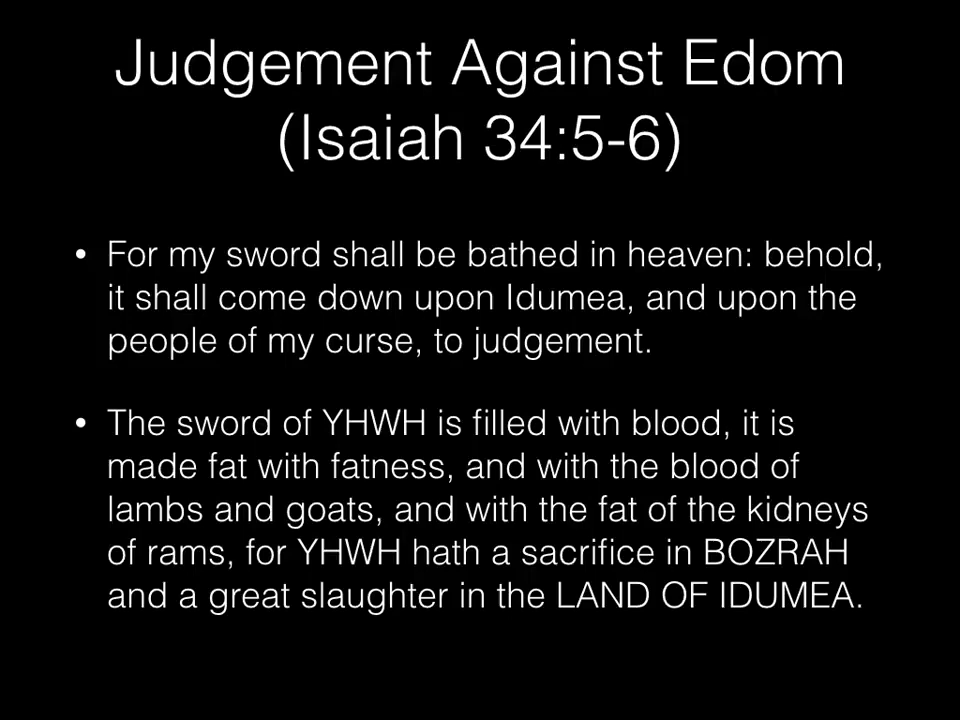 Judgement Against Edom
(Isaiah 34:5-6)
• For my sword shall be bathed in heaven: behold,
it shall come down upon Idumea, and upon the
people of my curse, to judgement.
• The sword of YHWH is filled with blood, it is
made fat with fatness, and with the blood of
lambs and goats, and with the fat of the kidneys
of rams, for YHWH hath a sacrifice in BOZRAH
and a great slaughter in the LAND OF IDUMEA.